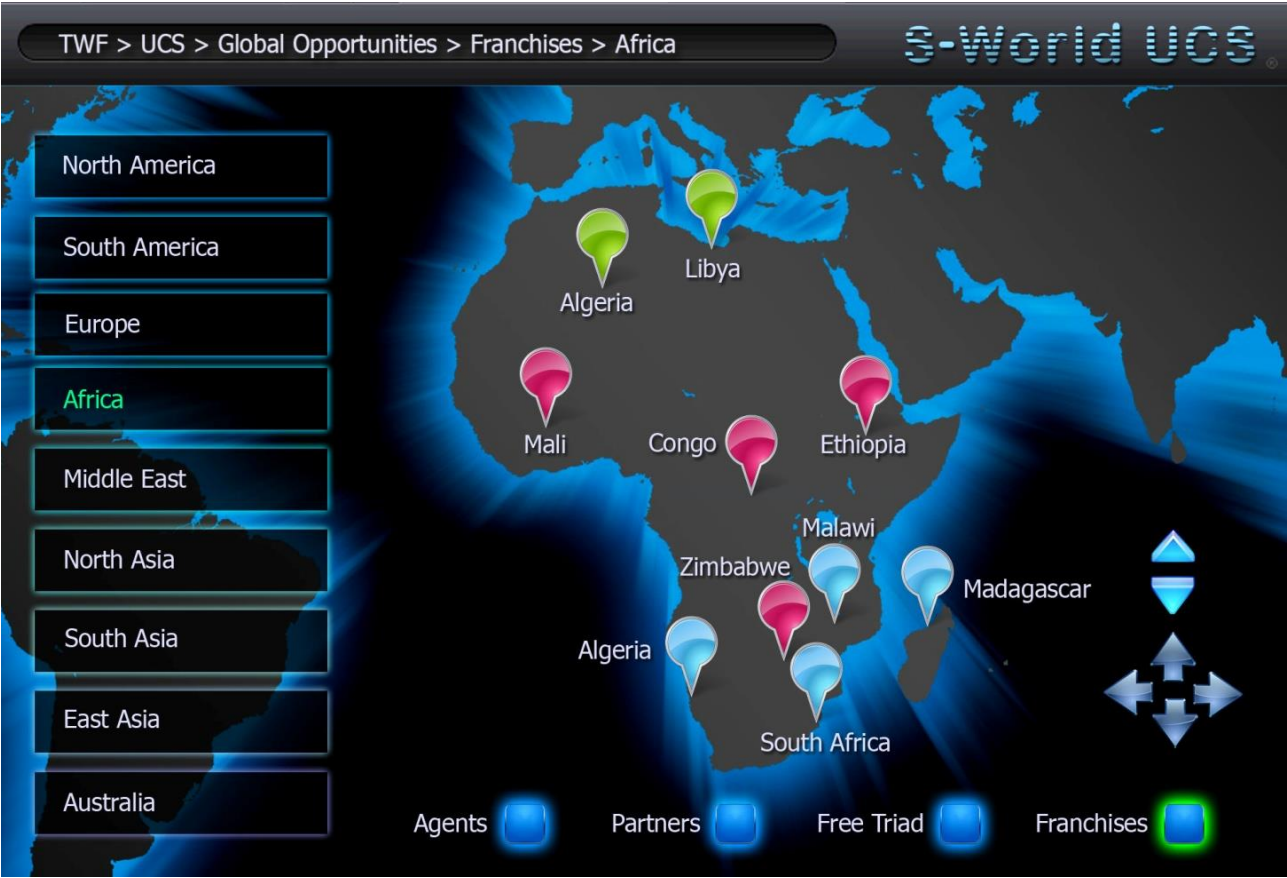 TWF > UCS > Global Opportunities > Franchises > Africa
S-World UCS ®
North America
South America
Europe
Africa
Middle East
North Asia
South Asia
East Asia
Australia
Libya
Algeria
Mali
Congo
Ethiopia
Malawi
Zimbabwe
Madagascar
Algeria
South Africa
Agents
Partners
Free Triad
Franchises